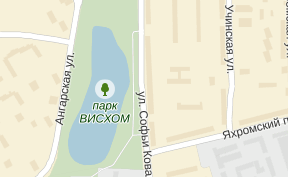 Ангарская ул.
парк
ВИСХОМ
ул. Софьи Кова
Учинская ул.
Яхромский п